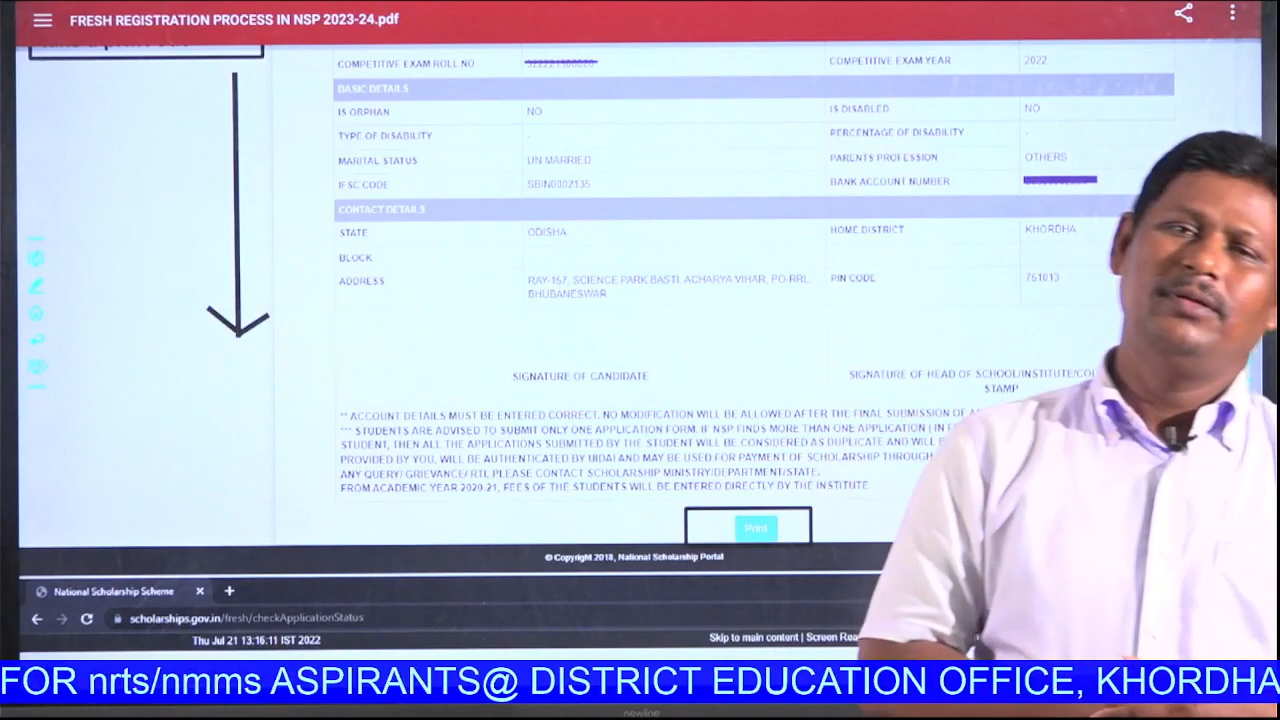 FRESH REGISTRATION PROCESS IN NSP 2023-24.pdf
COMPETITIVE EXAM ROLL NO COMPETITIVE EXAM YEAR 2022
BASIC DETAILS
IS ORPHAN NO IS DISABLED NO
TYPE OF DISABILITY - PERCENTAGE OF DISABILITY -
MARITAL STATUS UN MARRIED PARENTS PROFESSION OTHERS
IFSC CODE SBIN0002135 BANK ACCOUNT NUMBER
CONTACT DETAILS
STATE ODISHA HOME DISTRICT KHORDHA
BLOCK
ADDRESS RAY-157, SCIENCE PARK BASTI, ACHARYA VIHAR, PO-RRL, PIN CODE 751013
BHUBANESWAR
SIGNATURE OF CANDIDATE SIGNATURE OF HEAD OF SCHOOL/INSTITUTE/COL
STAMP
** ACCOUNT DETAILS MUST BE ENTERED CORRECT. NO MODIFICATION WILL BE ALLOWED AFTER THE FINAL SUBMISSION OF
*** STUDENTS ARE ADVISED TO SUBMIT ONLY ONE APPLICATION FORM. IF NSP FINDS MORE THAN ONE APPLICATION ( IN
STUDENT, THEN ALL THE APPLICATIONS SUBMITTED BY THE STUDENT WILL BE CONSIDERED AS DUPLICATE AND WILL
PROVIDED BY YOU, WILL BE AUTHENTICATED BY UIDAI AND MAY BE USED FOR PAYMENT OF SCHOLARSHIP THROUGH
ANY QUERY/ GRIEVANCE/ RTI, PLEASE CONTACT SCHOLARSHIP MINISTRY/DEPARTMENT/STATE.
FROM ACADEMIC YEAR 2020-21, FEES OF THE STUDENTS WILL BE ENTERED DIRECTLY BY THE INSTITUTE
Print
© Copyright 2018, National Scholarship Portal
National Scholarship Scheme
scholarships.gov.in/fresh/checkApplicationStatus
Thu Jul 21 13:16:11 IST 2022 Skip to main content | Screen Rea
FOR nrts/nmms ASPIRANTS@ DISTRICT EDUCATION OFFICE, KHORDHA
newline